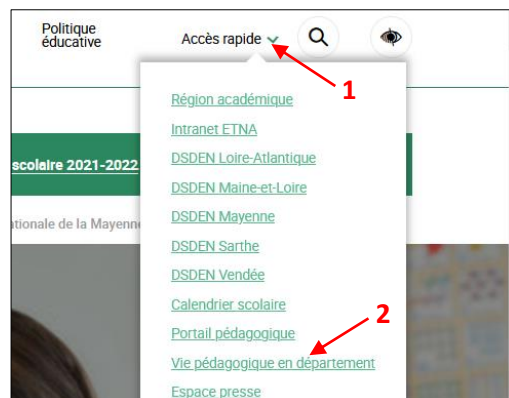 Politique
éducative
Accès rapide
1
Région académique
Intranet ETNA
DSDEN Loire-Atlantique
scolaire 2021-2022
DSDEN Maine-et-Loire
DSDEN Mayenne
ationale de la Mayenne
DSDEN Sarthe
DSDEN Vendée
Calendrier scolaire
2
Portail pédagogique
Vie pédagogique en département
Espace presse